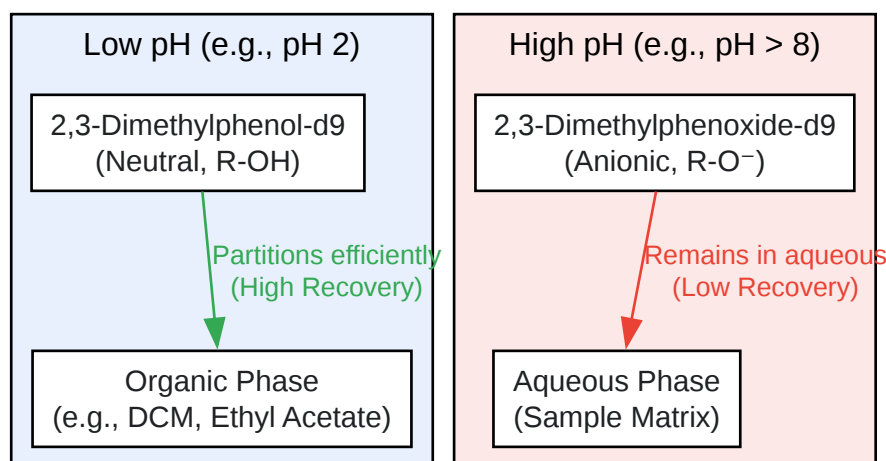 Low pH (e.g., pH 2)
2,3-Dimethylphenol-d9
(Neutral, R-OH)
Partitions efficiently
(High Recovery)
Organic Phase
(e.g., DCM, Ethyl Acetate)
High pH (e.g., pH > 8)
2,3-Dimethylphenoxide-d9
(Anionic, R-O⁻)
Remains in aqueous
(Low Recovery)
Aqueous Phase
(Sample Matrix)